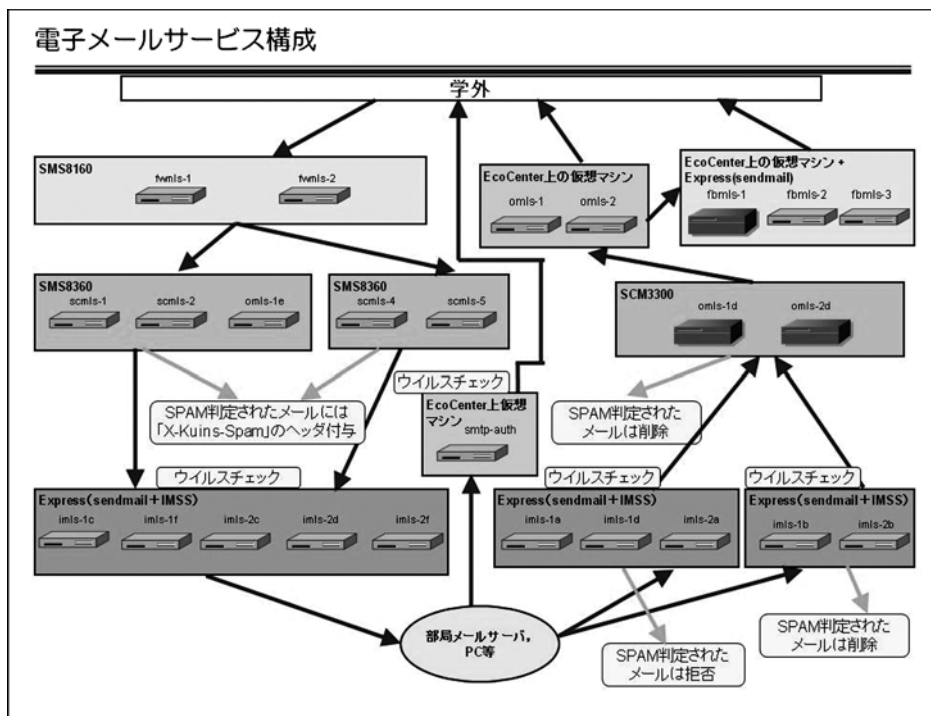 電子メールサービス構成
学外
SMS8160
fwmls-1
fwmls-2
EcoCenter上の仮想マシン
omls-1
omls-2
EcoCenter上の仮想マシン +
Express(sendmail)
fbmls-1
fbmls-2
fbmls-3
SMS8360
scmls-1
scmls-2
omls-1e
SMS8360
scmls-4
scmls-5
SCM3300
omls-1d
omls-2d
SPAM判定されたメールには
「X-Kuins-Spam」のヘッダ付与
ウイルスチェック
EcoCenter上仮想
マシン
smtp-auth
SPAM判定された
メールは削除
ウイルスチェック
Express(sendmail+IMSS)
imls-1c
imls-1f
imls-2c
imls-2d
imls-2f
ウイルスチェック
Express(sendmail+IMSS)
imls-1a
imls-1d
imls-2a
ウイルスチェック
Express(sendmail+IMSS)
imls-1b
imls-2b
部局メールサーバ，
PC等
SPAM判定された
メールは拒否
SPAM判定された
メールは削除